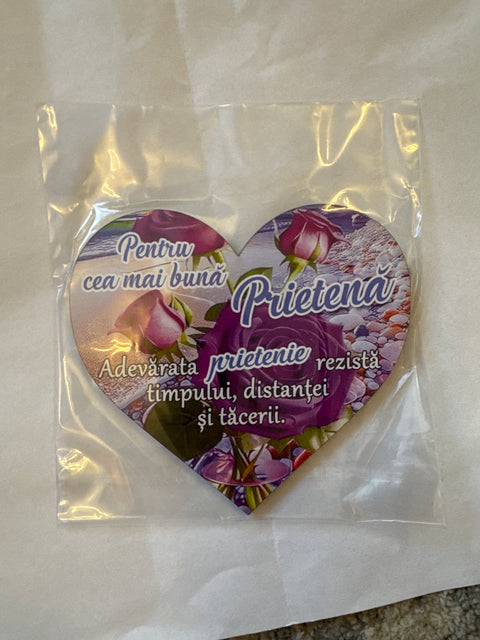 Pentru
cea mai bună
Prietenă
Adevărata prietenie rezistă
timpului, distanței
și tăcerii.